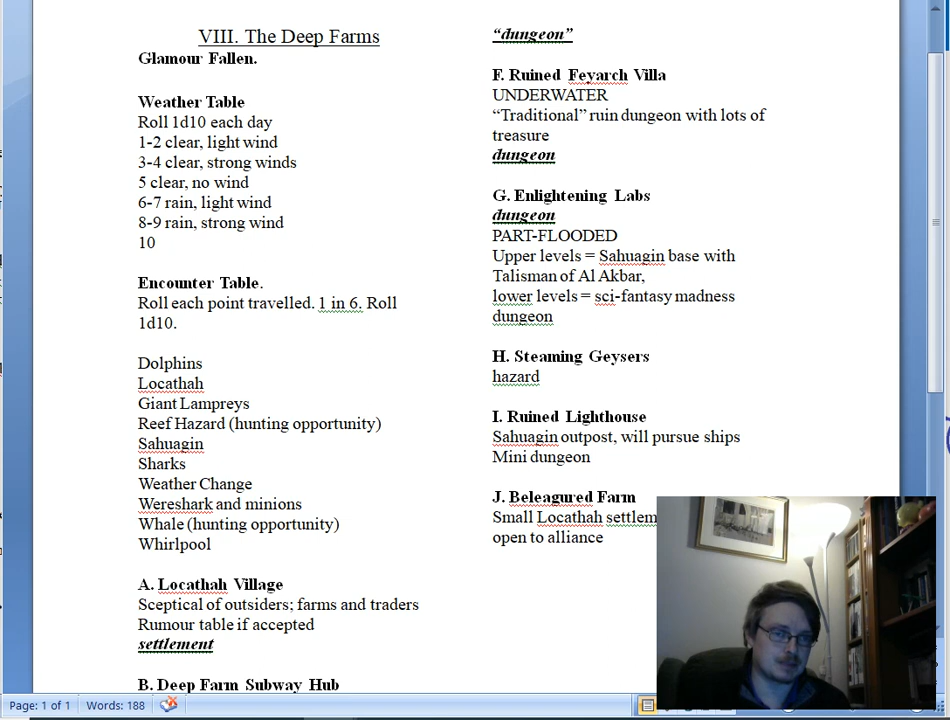 VIII. The Deep Farms
Glamour Fallen.
Weather Table
Roll 1d10 each day
1-2 clear, light wind
3-4 clear, strong winds
5 clear, no wind
6-7 rain, light wind
8-9 rain, strong wind
10
Encounter Table.
Roll each point travelled. 1 in 6. Roll
1d10.
Dolphins
Locathah
Giant Lampreys
Reef Hazard (hunting opportunity)
Sahuagin
Sharks
Weather Change
Wereshark and minions
Whale (hunting opportunity)
Whirlpool
A. Locathah Village
Sceptical of outsiders; farms and traders
Rumour table if accepted
settlement
B. Deep Farm Subway Hub
“dungeon”
F. Ruined Feyarch Villa
UNDERWATER
“Traditional” ruin dungeon with lots of
treasure
dungeon
G. Enlightening Labs
dungeon
PART-FLOODED
Upper levels = Sahuagin base with
Talisman of Al Akbar,
lower levels = sci-fantasy madness
dungeon
H. Steaming Geysers
hazard
I. Ruined Lighthouse
Sahuagin outpost, will pursue ships
Mini dungeon
J. Beleagured Farm
Small Locathah settlem
open to alliance
Page: 1 of 1 Words: 188